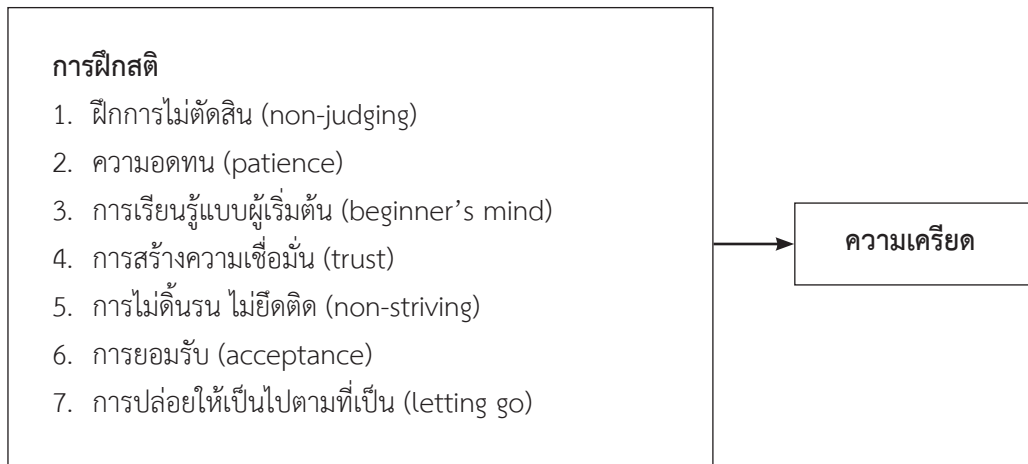 การฝึกสติ
1. ฝึกการไม่ตัดสิน (non-judging)
2. ความอดทน (patience)
3. การเรียนรู้แบบผู้เริ่มต้น (beginner’s mind)
4. การสร้างความเชื่อมั่น (trust)
5. การไม่ดิ้นรน ไม่ยึดติด (non-striving)
6. การยอมรับ (acceptance)
7. การปล่อยให้เป็นไปตามที่เป็น (letting go)
ความเครียด